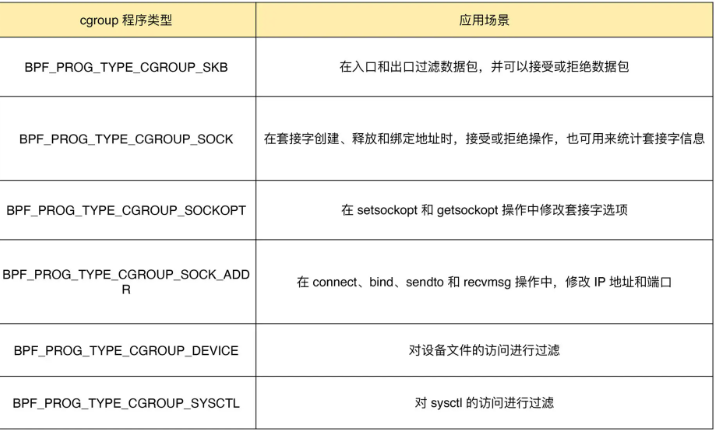 cgroup 程序类型
应用场景
BPF_PROG_TYPE_CGROUP_SKB
在入口和出口过滤数据包，并可以接受或拒绝数据包
BPF_PROG_TYPE_CGROUP_SOCK
在套接字创建、释放和绑定地址时，接受或拒绝操作，也可用来统计套接字信息
BPF_PROG_TYPE_CGROUP_SOCKOPT
在 setsockopt 和 getsockopt 操作中修改套接字选项
BPF_PROG_TYPE_CGROUP_SOCK_ADD
R
在 connect、bind、sendto 和 recvmsg 操作中，修改 IP 地址和端口
BPF_PROG_TYPE_CGROUP_DEVICE
对设备文件的访问进行过滤
BPF_PROG_TYPE_CGROUP_SYSCTL
对 sysctl 的访问进行过滤